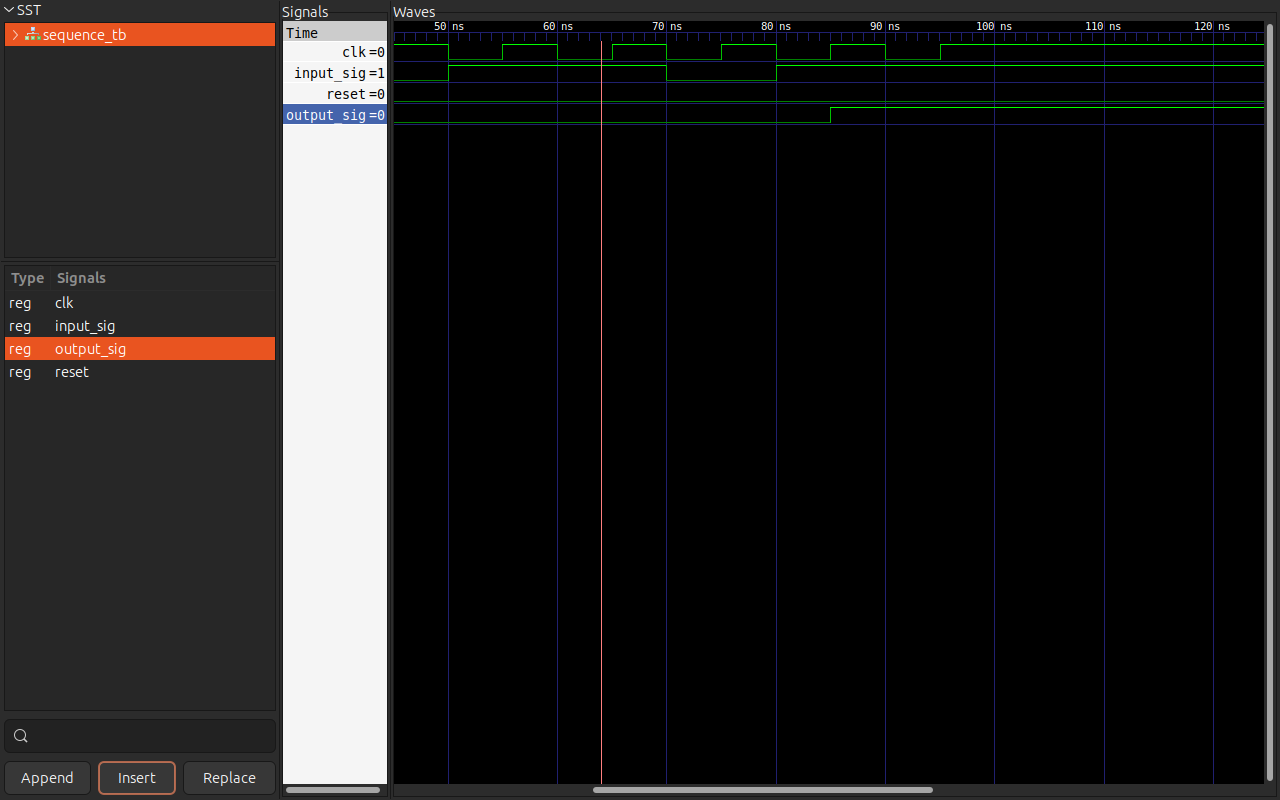 SST
sequence_tb
Type Signals
reg clk
reg input_sig
reg output_sig
reg reset
Append Insert Replace
Signals
Time
clk=0
input_sig=1
reset=0
output_sig=0
Waves
50 ns 60 ns 70 ns 80 ns 90 ns 100 ns 110 ns 120 ns